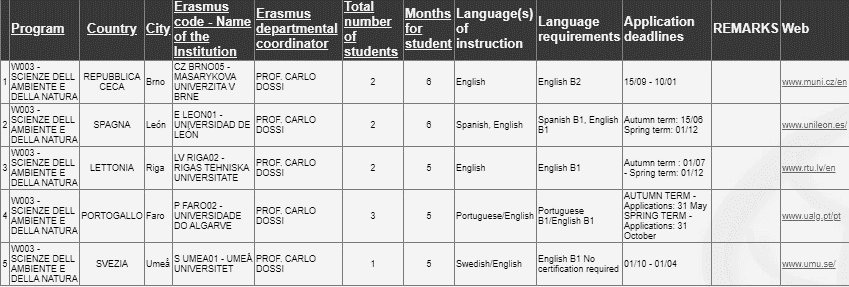 Program Country City Erasmus code - Name of the Institution Erasmus departmental coordinator Total number of students Months for student Language(s) of instruction Language requirements Application deadlines REMARKS Web
1 W003 - SCIENZE DELL AMBIENTE E DELLA NATURA REPUBBLICA CECA Brno CZ BRNO05 - MASARYKOVA UNIVERZITA V BRNE PROF. CARLO DOSSI 2 6 English English B2 15/09 - 10/01 www.muni.cz/en
2 W003 - SCIENZE DELL AMBIENTE E DELLA NATURA SPAGNA León E LEON01 - UNIVERSIDAD DE LEÓN PROF. CARLO DOSSI 2 6 Spanish, English Spanish B1, English B1 Autumn term: 15/06 Spring term: 01/12 www.unileon.es/
3 W003 - SCIENZE DELL AMBIENTE E DELLA NATURA LETTONIA Riga LV RIGA02 - RIGAS TEHNISKA UNIVERSITATE PROF. CARLO DOSSI 2 5 English English B1 Autumn term : 01/07 - Spring term: 01/12 www.rtu.lv/en
4 W003 - SCIENZE DELL AMBIENTE E DELLA NATURA PORTOGALLO Faro P FARO02 - UNIVERSIDADE DO ALGARVE PROF. CARLO DOSSI 3 5 Portuguese/English Portuguese B1/English B1 AUTUMN TERM - Applications: 31 May SPRING TERM - Applications: 31 October www.ualg.pt/pt
5 W003 - SCIENZE DELL AMBIENTE E DELLA NATURA SVEZIA Umeå S UMEA01 - UMEÅ UNIVERSITET PROF. CARLO DOSSI 1 5 Swedish/English English B1 No certification required 01/10 - 01/04 www.umu.se/